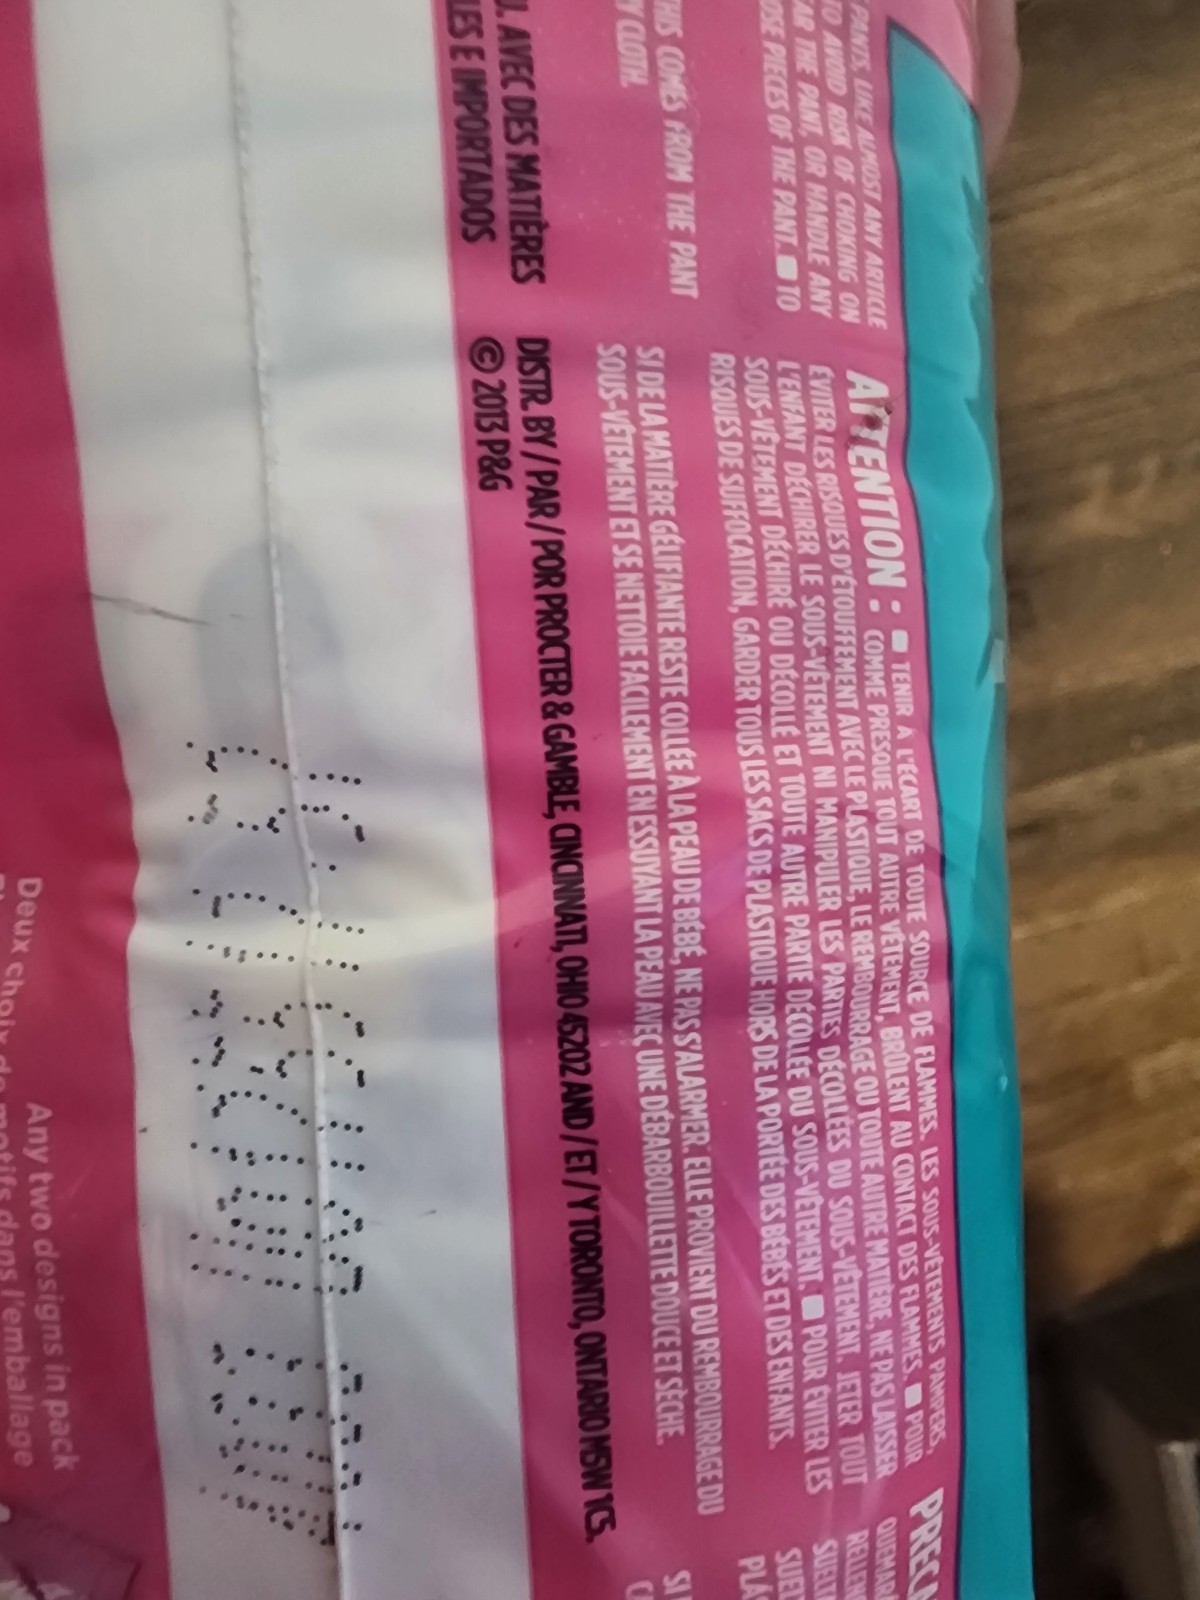 PANTS, LIKE ALMOST ANY ARTICLE
TO AVOID RISK OF CHOKING ON
AR THE PANT, OR HANDLE ANY
OSE PIECES OF THE PANT. ■ TO
THIS COMES FROM THE PANT
Y CLOTH.
U. AVEC DES MATIÈRES
LES E IMPORTADOS
ATTENTION : ■ TENIR À L'ÉCART DE TOUTE SOURCE DE FLAMMES. LES SOUS-VÊTEMENTS PAMPERS,
COMME PRESQUE TOUT AUTRE VÊTEMENT, BRÛLENT AU CONTACT DES FLAMMES. ■ POUR
ÉVITER LES RISQUES D'ÉTOUFFEMENT AVEC LE PLASTIQUE, LE REMBOURRAGE OU TOUTE AUTRE MATIÈRE, NE PAS LAISSER
L'ENFANT DÉCHIRER LE SOUS-VÊTEMENT NI MANIPULER LES PARTIES DÉCOLLÉES DU SOUS-VÊTEMENT. JETER TOUT
SOUS-VÊTEMENT DÉCHIRÉ OU DÉCOLLÉ ET TOUTE AUTRE PARTIE DÉCOLLÉE DU SOUS-VÊTEMENT. ■ POUR ÉVITER LES
RISQUES DE SUFFOCATION, GARDER TOUS LES SACS DE PLASTIQUE HORS DE LA PORTÉE DES BÉBÉS ET DES ENFANTS.
SI DE LA MATIÈRE GÉLIFIANTE RESTE COLLÉE À LA PEAU DE BÉBÉ, NE PAS S'ALARMER. ELLE PROVIENT DU REMBOURRAGE DU
SOUS-VÊTEMENT ET SE NETTOIE FACILEMENT EN ESSUYANT LA PEAU AVEC UNE DÉBARBOUILLETTE DOUCE ET SÈCHE.
DISTR. BY / PAR / POR PROCTER & GAMBLE, CINCINNATI, OHIO 45202 AND / ET / Y TORONTO, ONTARIO M5W 1C5.
© 2013 P&G
PRECA
QUEMARÁ
SUELT
SUET
PLÁ
SI
Any two designs in pack
Deux choix de motifs dans l'emballage